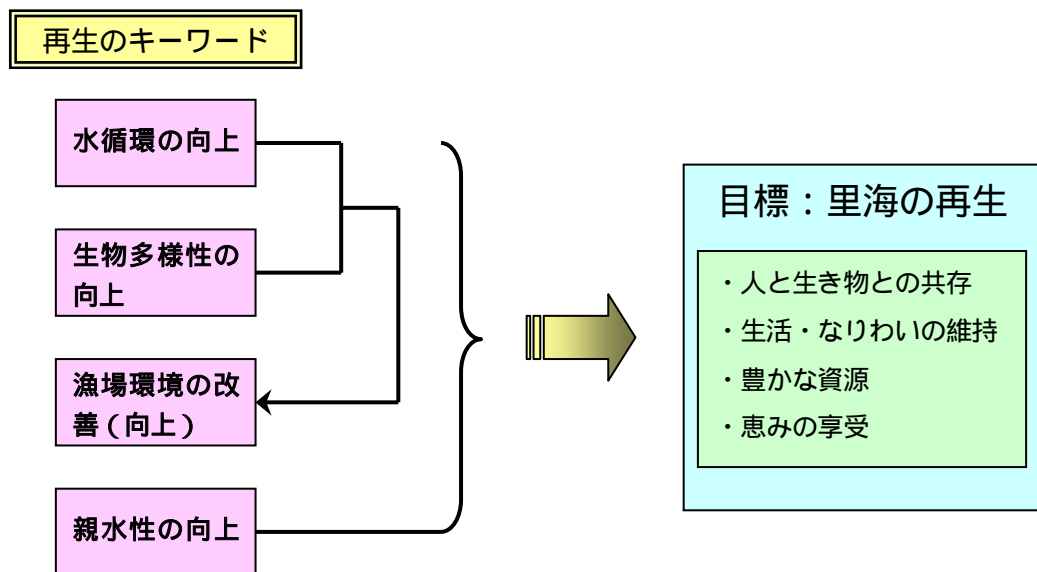 再生のキーワード
水循環の向上
生物多様性の
向上
漁場環境の改
善(向上)
親水性の向上
目標:里海の再生
・人と生き物との共存
・生活・なりわいの維持
・豊かな資源
・恵みの享受